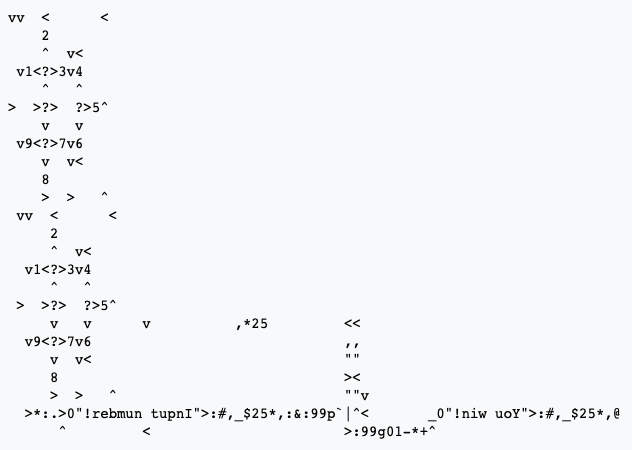 vv  <      <
    2
    ^  v<
 v1<?>3v4
    ^   ^
>  >?>  ?>5^
    v   v
 v9<?>7v6
    v  v<
    8
    >  >   ^
 vv  <      <
     2
     ^  v<
  v1<?>3v4
     ^   ^
 >  >?>  ?>5^
     v   v      v          ,*25         <<
  v9<?>7v6                              ,,
     v  v<                              ""
     8                                  ><
     >  >   ^                           ""v
  >*:.>0"!rebmun tupnI">:#,_$25*,:&:99p`|^<       _0"!niw uoY">:#,_$25*,@
      ^         <                       >:99g01-*+^